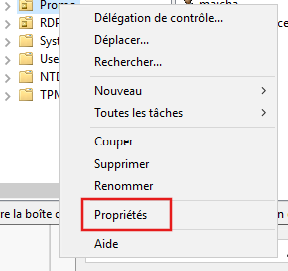 Promo
Délégation de contrôle...
RDP
Déplacer...
Syst
Rechercher...
Use
NTD
Nouveau
TPM
Toutes les tâches
Couper
Supprimer
Renommer
re la boîte d
Propriétés
Aide